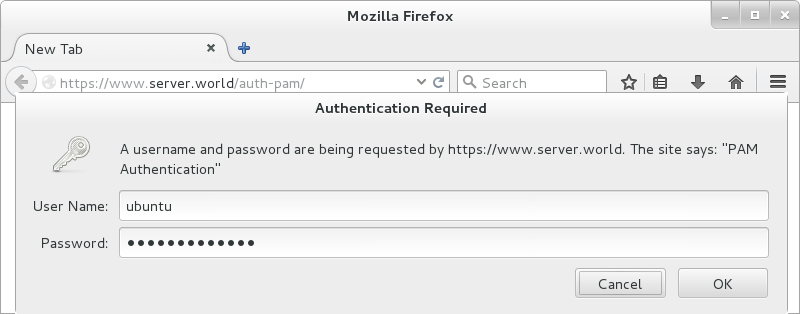 Mozilla Firefox
New Tab
https://www.server.world/auth-pam/
Search
Authentication Required
A username and password are being requested by https://www.server.world. The site says: "PAM
Authentication"
User Name: ubuntu
Password: •••••••••••••
Cancel OK